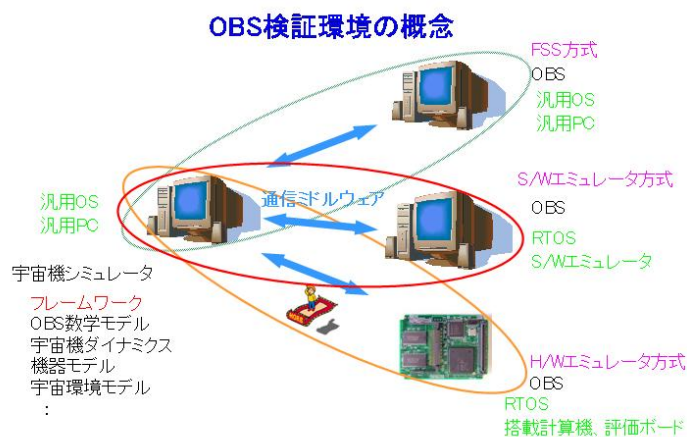 OBS検証環境の概念
FSS方式
OBS
汎用OS
汎用PC
通信ミドルウェア
汎用OS
汎用PC
S/Wエミュレータ方式
OBS
RTOS
S/Wエミュレータ
宇宙機シミュレータ
フレームワーク
OBS数学モデル
宇宙機ダイナミクス
機器モデル
宇宙環境モデル
:
H/Wエミュレータ方式
OBS
RTOS
搭載計算機、評価ボード